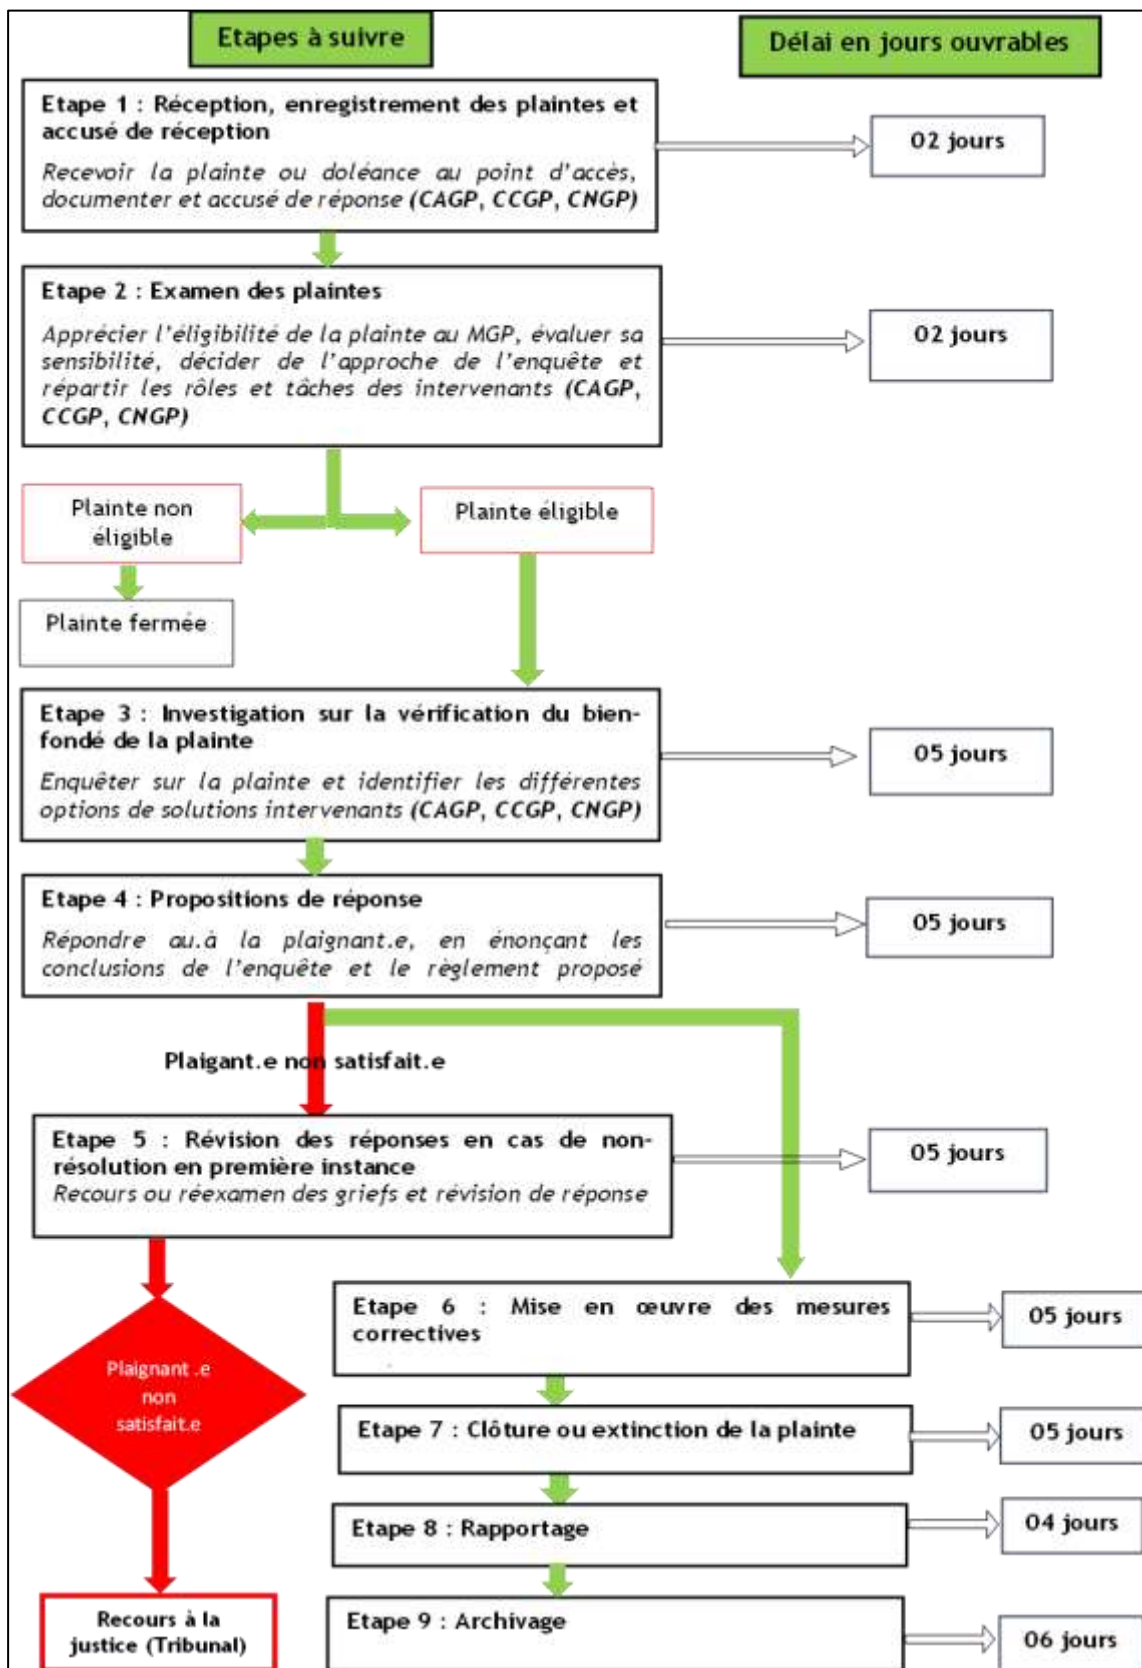 Etapes à suivre
Délai en jours ouvrables
Etape 1 : Réception, enregistrement des plaintes et
accusé de réception
Recevoir la plainte ou doléance au point d'accès,
documenter et accusé de réponse (CAGP, CCGP, CNGP)
02 jours
Etape 2 : Examen des plaintes
Apprécier l'éligibilité de la plainte au MGP, évaluer sa
sensibilité, décider de l'approche de l'enquête et
répartir les rôles et tâches des intervenants (CAGP,
CCGP, CNGP)
02 jours
Plainte non
éligible
Plainte éligible
Plainte fermée
Etape 3 : Investigation sur la vérification du bien-
fondé de la plainte
Enquêter sur la plainte et identifier les différentes
options de solutions intervenants (CAGP, CCGP, CNGP)
05 jours
Etape 4 : Propositions de réponse
Répondre au.à la plaignant.e, en énonçant les
conclusions de l'enquête et le règlement proposé
05 jours
Plaigant.e non satisfait.e
Etape 5 : Révision des réponses en cas de non-
résolution en première instance
Recours ou réexamen des griefs et révision de réponse
05 jours
Etape 6 : Mise en œuvre des mesures
correctives
05 jours
Plaignant .e
non
satisfait.e
Etape 7 : Clôture ou extinction de la plainte
05 jours
Etape 8 : Rapportage
04 jours
Recours à la
justice (Tribunal)
Etape 9 : Archivage
06 jours